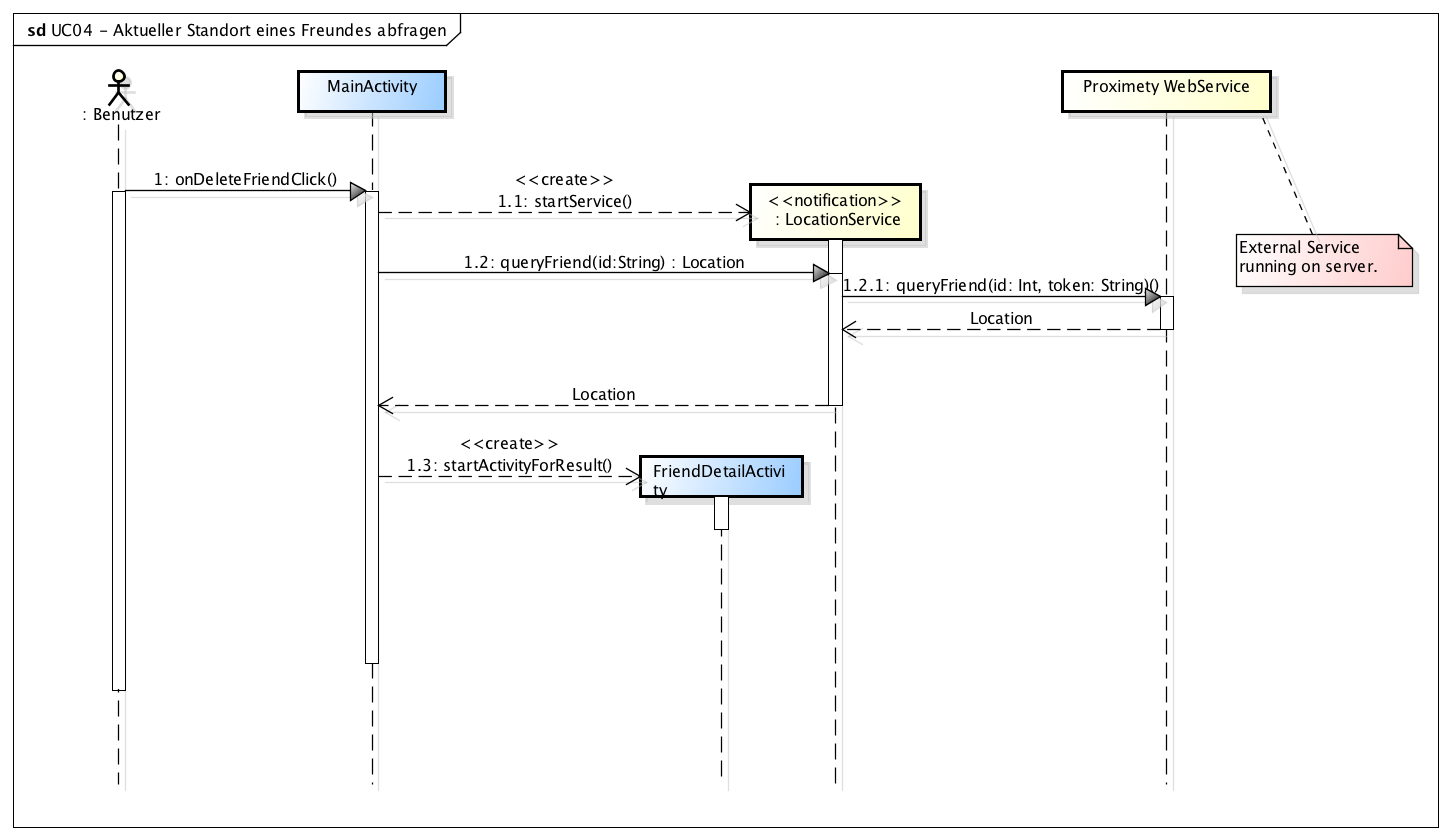 sd UC04 - Aktueller Standort eines Freundes abfragen
: Benutzer
MainActivity
Proximety WebService
1: onDeleteFriendClick()
<<create>>
1.1: startService()
<<notification>>
: LocationService
External Service
running on server.
1.2: queryFriend(id:String) : Location
1.2.1: queryFriend(id: Int, token: String)()
Location
Location
<<create>>
1.3: startActivityForResult()
FriendDetailActivi
ty